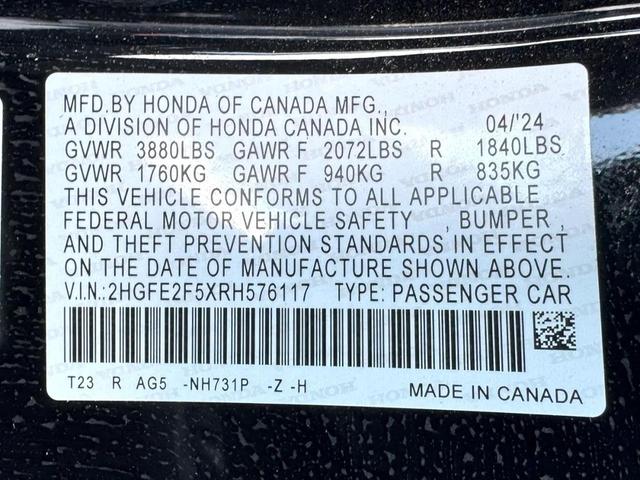 MFD.BY HONDA OF CANADA MFG.,
A DIVISION OF HONDA CANADA INC. 04/'24
GVWR 3880LBS GAWR F 2072LBS R 1840LBS
GVWR 1760KG GAWR F 940KG R 835KG
THIS VEHICLE CONFORMS TO ALL APPLICABLE
FEDERAL MOTOR VEHICLE SAFETY , BUMPER ,
AND THEFT PREVENTION STANDARDS IN EFFECT
ON THE DATE OF MANUFACTURE SHOWN ABOVE.
V.I.N.:2HGFE2F5XRH576117 TYPE: PASSENGER CAR
T23 R AG5 -NH731P -Z -H MADE IN CANADA